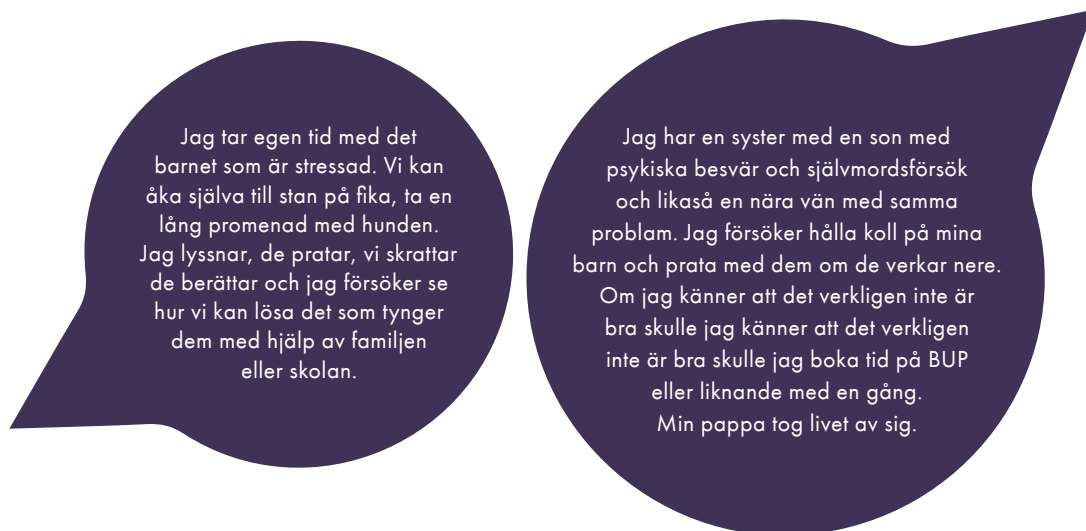 Jag tar egen tid med det
barnet som är stressad. Vi kan
åka själva till stan på fika, ta en
lång promenad med hunden.
Jag lyssnar, de pratar, vi skrattar
de berättar och jag försöker se
hur vi kan lösa det som tynger
dem med hjälp av familjen
eller skolan.
Jag har en syster med en son med
psykiska besvär och självmordsförsök
och likaså en nära vän med samma
problam. Jag försöker hålla koll på mina
barn och prata med dem om de verkar nere.
Om jag känner att det verkligen inte är
bra skulle jag känner att det verkligen
inte är bra skulle jag boka tid på BUP
eller liknande med en gång.
Min pappa tog livet av sig.